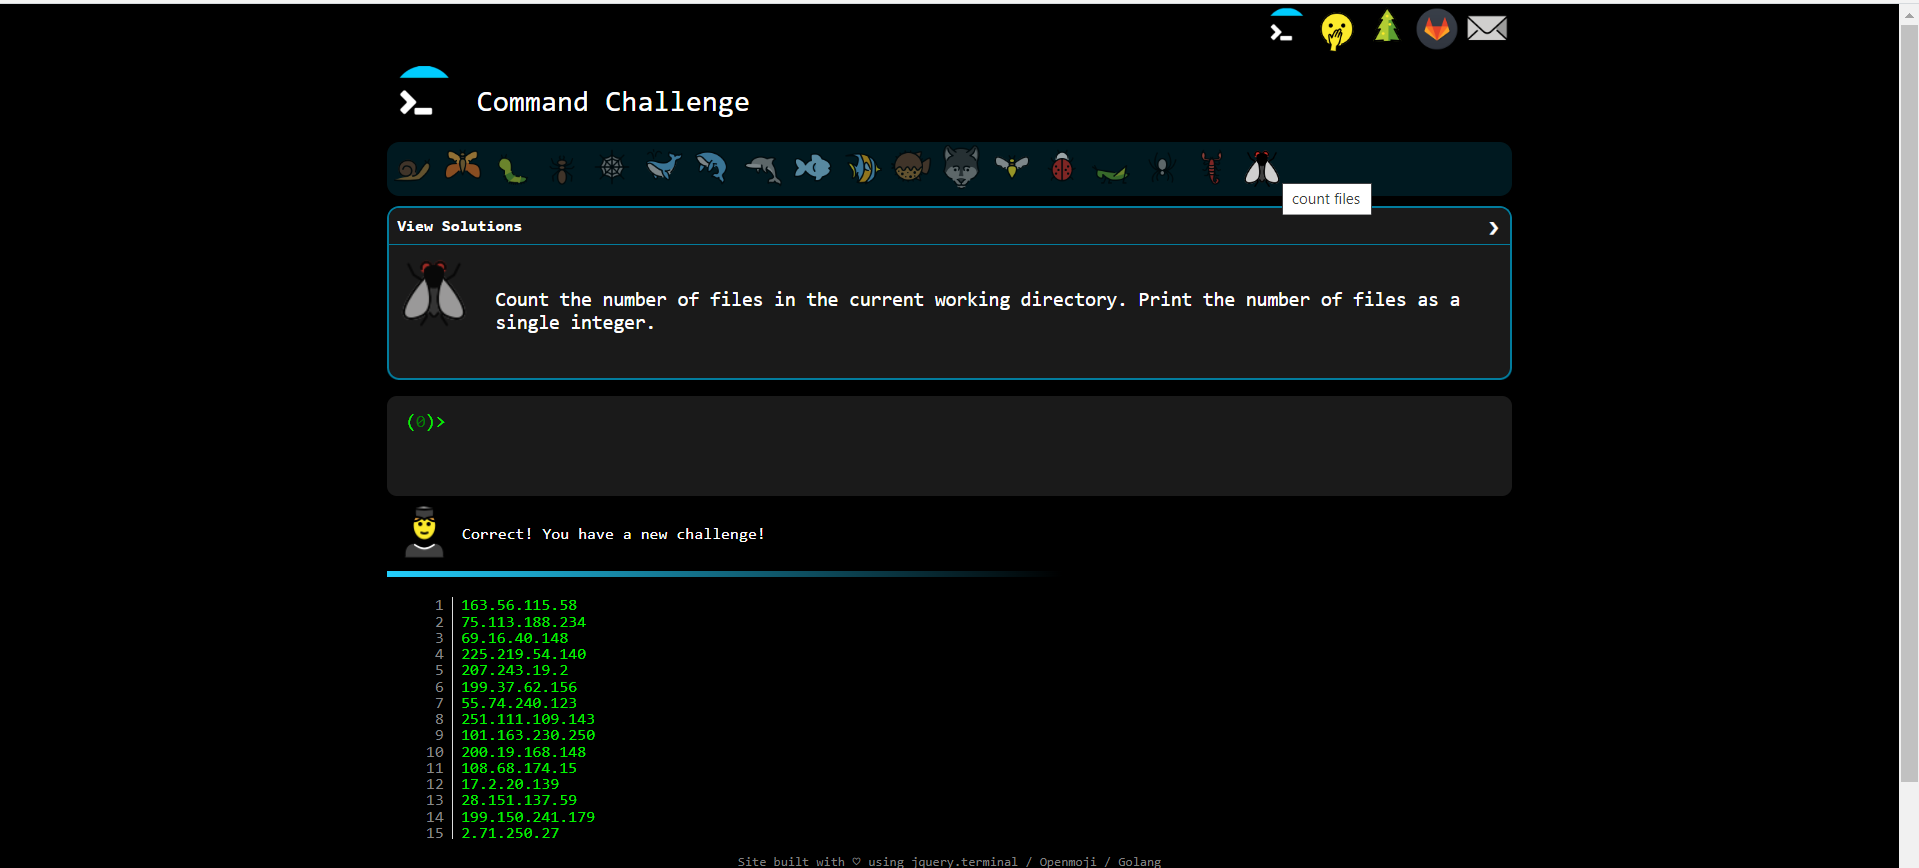 Command Challenge
count files
View Solutions
Count the number of files in the current working directory. Print the number of files as a
single integer.
(0)>
Correct! You have a new challenge!
1 163.56.115.58
2 75.113.188.234
3 69.16.40.148
4 225.219.54.140
5 207.243.19.2
6 199.37.62.156
7 55.74.240.123
8 251.111.109.143
9 101.163.230.250
10 200.19.168.148
11 108.68.174.15
12 17.2.20.139
13 28.151.137.59
14 199.150.241.179
15 2.71.250.27
Site built with ♡ using jquery.terminal / Openmoji / Golang